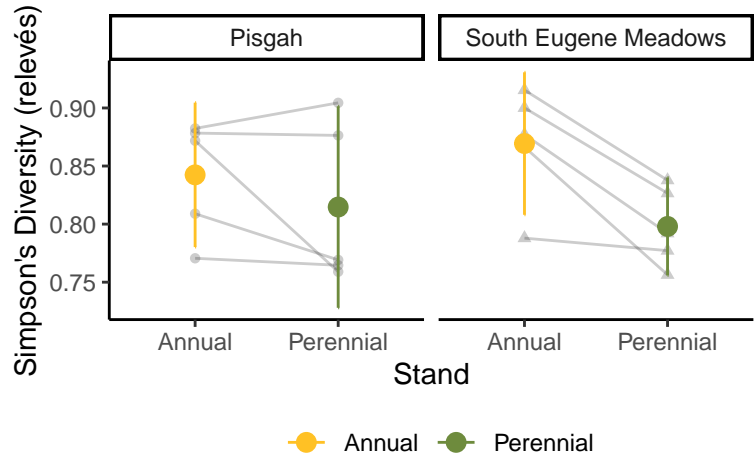 Pisgah
South Eugene Meadows
Simpson's Diversity (relevés)
0.90
0.85
0.80
0.75
Annual
Perennial
Annual
Perennial
Stand
Annual
Perennial